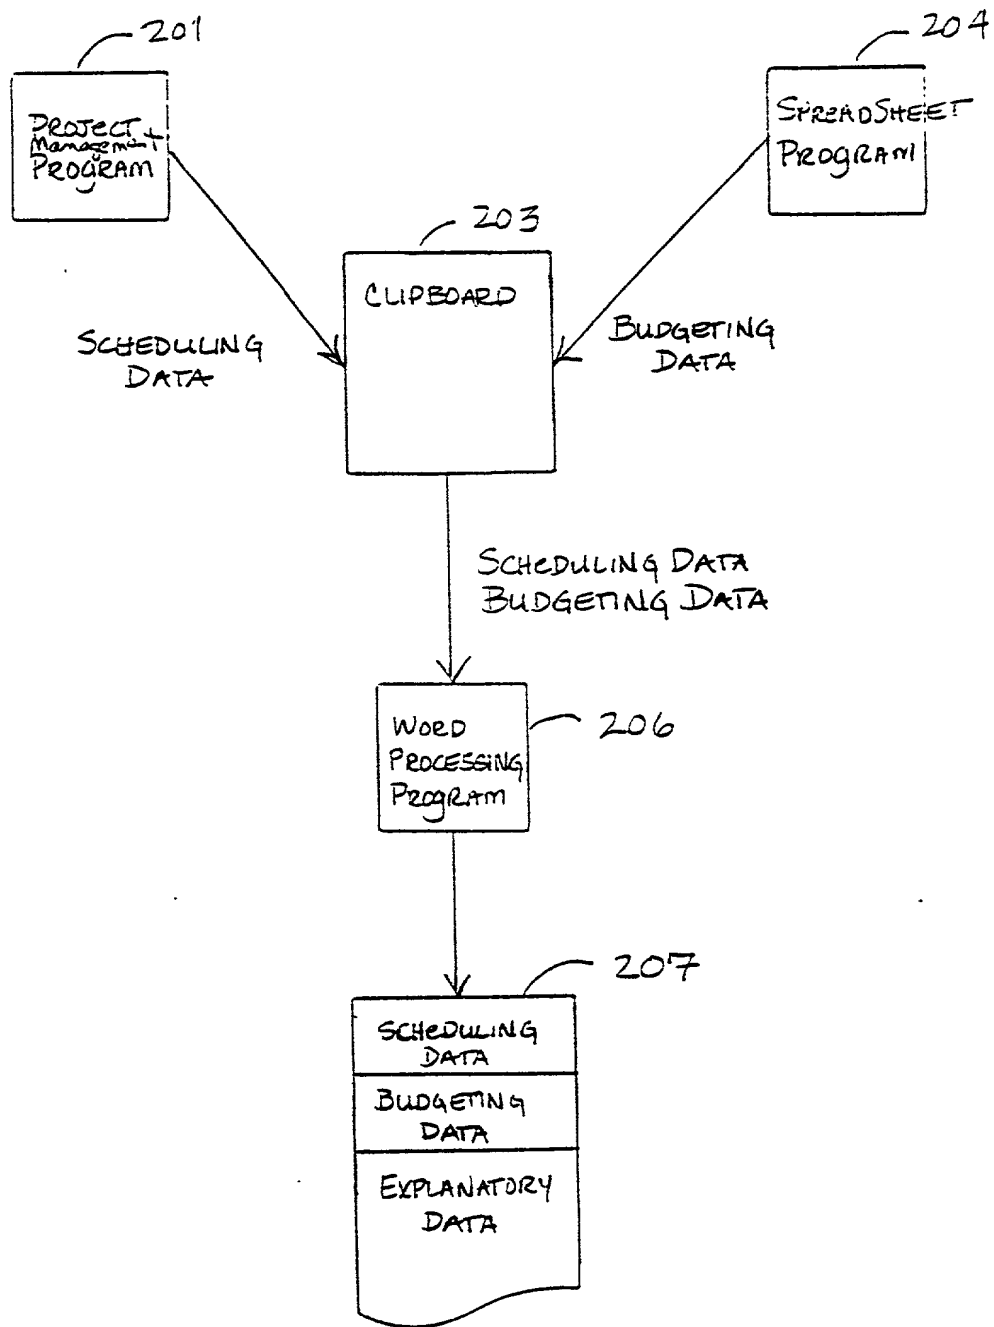 201
PROJECT
Management
PROGRAM
204
SPREADSHEET
PROGRAM
203
CLIPBOARD
SCHEDULING
DATA
BUDGETING
DATA
SCHEDULING DATA
BUDGETING DATA
WORD
PROCESSING
PROGRAM
206
207
SCHEDULING
DATA
BUDGETING
DATA
EXPLANATORY
DATA